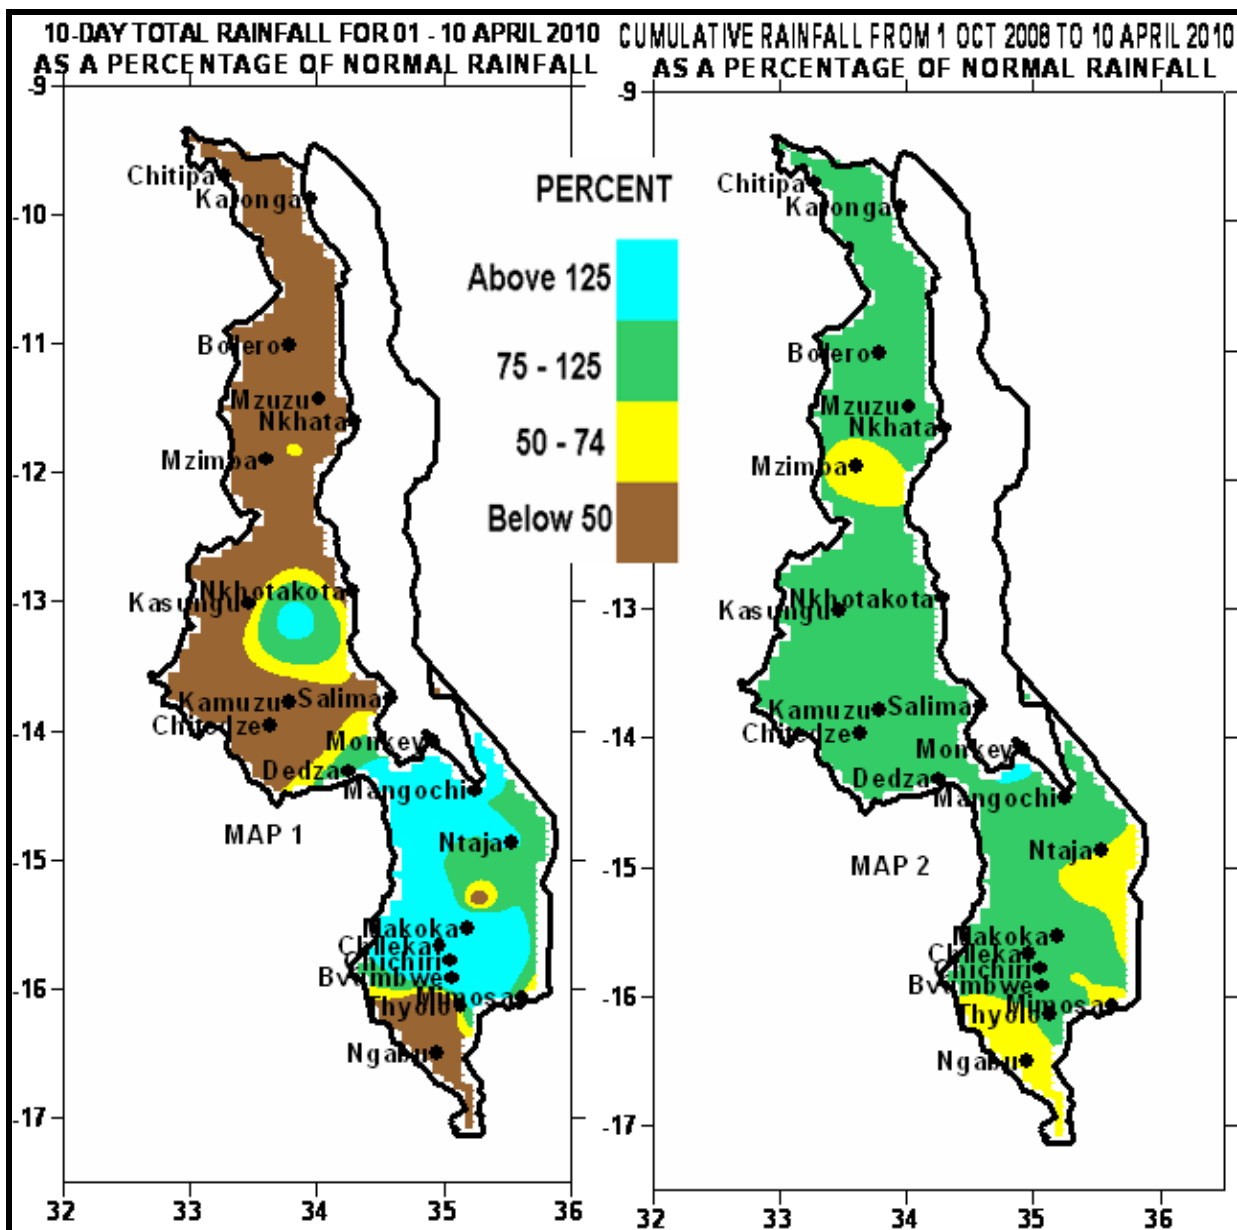 10-DAY TOTAL RAINFALL FOR 01 - 10 APRIL 2010
AS A PERCENTAGE OF NORMAL RAINFALL
-9
-10
-11
-12
-13
-14
-15
-16
-17
32
33
34
35
36
Chitipa
Karonga
Bolero
Mzuzu
Nkhata
Mzimba
Nkhotakota
Kasungu
Salima
Kamuzu
Chitedze
Monkey
Dedza
Mangochi
MAP 1
Ntaja
Makoka
Chileka
Chichiri
Bvumbwe
Mimosa
Thyolo
Ngabu
PERCENT
Above 125
75 - 125
50 - 74
Below 50
CUMULATIVE RAINFALL FROM 1 OCT 2008 TO 10 APRIL 2010
AS A PERCENTAGE OF NORMAL RAINFALL
-9
-10
-11
-12
-13
-14
-15
-16
-17
32
33
34
35
36
Chitipa
Karonga
Bolero
Mzuzu
Nkhata
Mzimba
Nkhotakota
Kasungu
Salima
Kamuzu
Chitedze
Monkey
Dedza
Mangochi
MAP 2
Ntaja
Makoka
Chileka
Chichiri
Bvumbwe
Mimosa
Thyolo
Ngabu